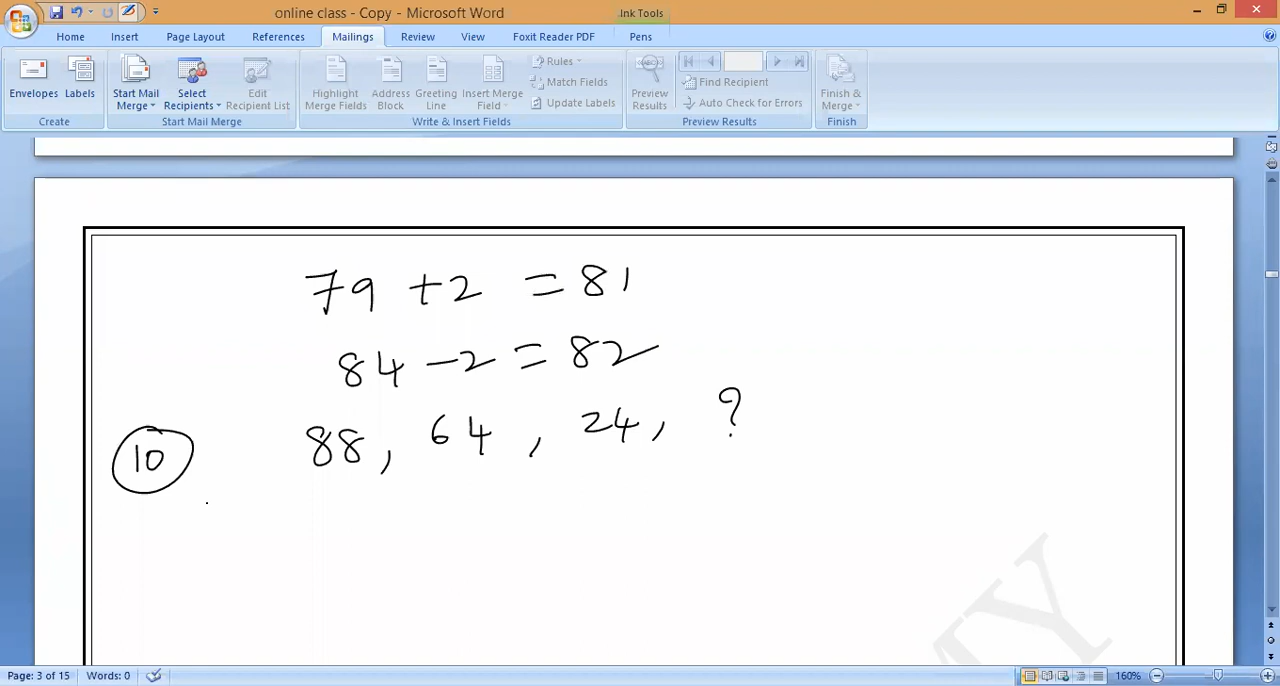 online class - Copy - Microsoft Word
Ink Tools
Home Insert Page Layout References Mailings Review View Foxit Reader PDF Pens
Envelopes Labels
Start Mail Merge Select Recipients Edit Recipient List
Highlight Merge Fields Address Block Greeting Line Insert Merge Field
Rules
Match Fields
Update Labels
Preview Results
Find Recipient
Auto Check for Errors
Finish & Merge
Create Start Mail Merge Write & Insert Fields Preview Results Finish
79 + 2 = 81
84 - 2 = 82
10 88, 64, 24, ?
MY
Page: 3 of 15 Words: 0 160%